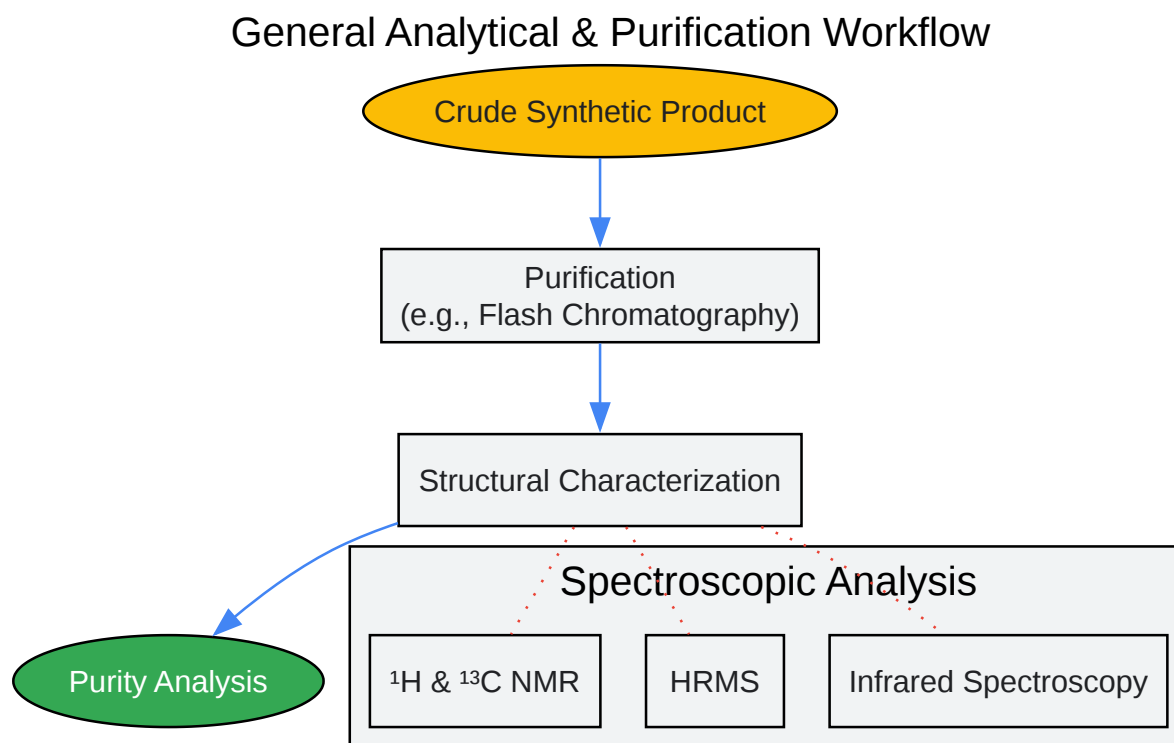 General Analytical & Purification Workflow
Crude Synthetic Product
Purification
(e.g., Flash Chromatography)
Structural Characterization
Spectroscopic Analysis
Purity Analysis
¹H & ¹³C NMR
HRMS
Infrared Spectroscopy